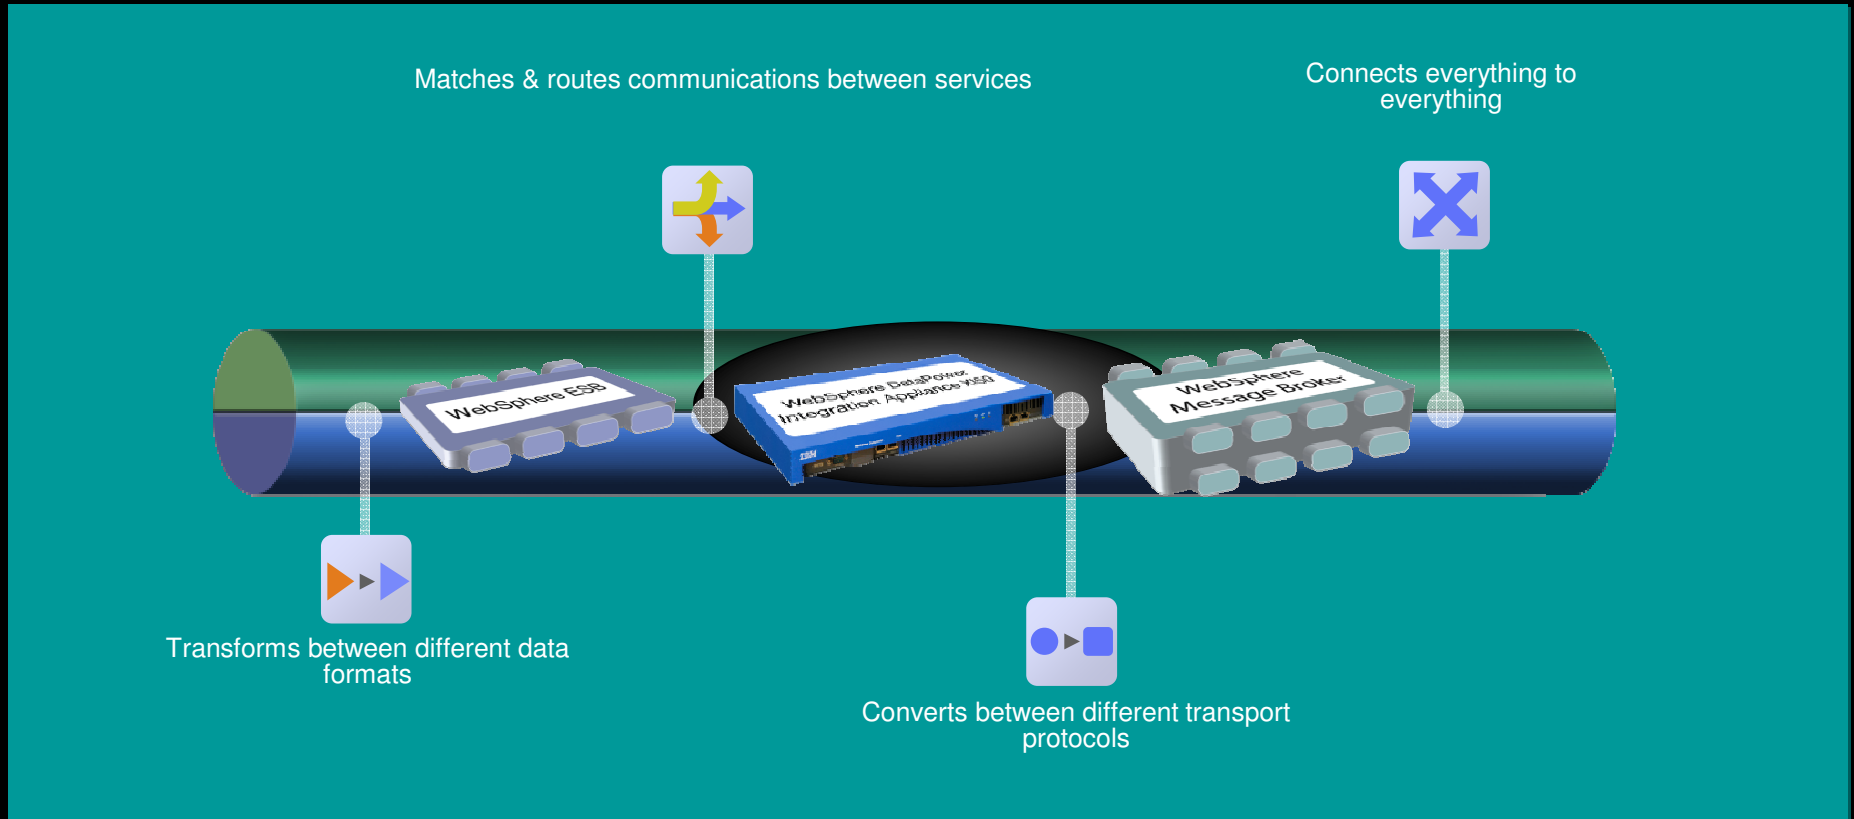 Matches & routes communications between services
Connects everything to
everything
WebSphere ESB
WebSphere DataPower
Integration Appliance XI50
WebSphere
Message Broker
IBM
Transforms between different data
formats
Converts between different transport
protocols